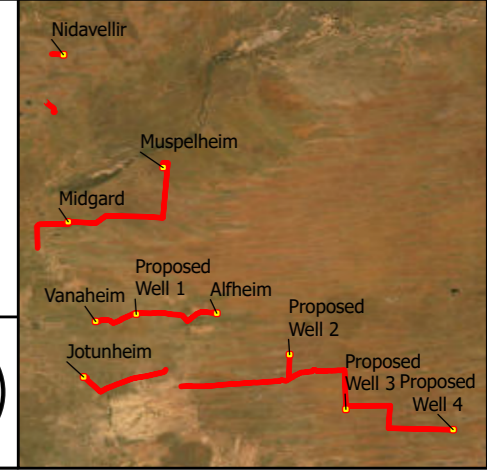 Nidavellir
Muspelheim
Midgard
Proposed
Well 1
Vanaheim
Alfheim
Proposed
Well 2
Jotunheim
Proposed
Well 3
Proposed
Well 4